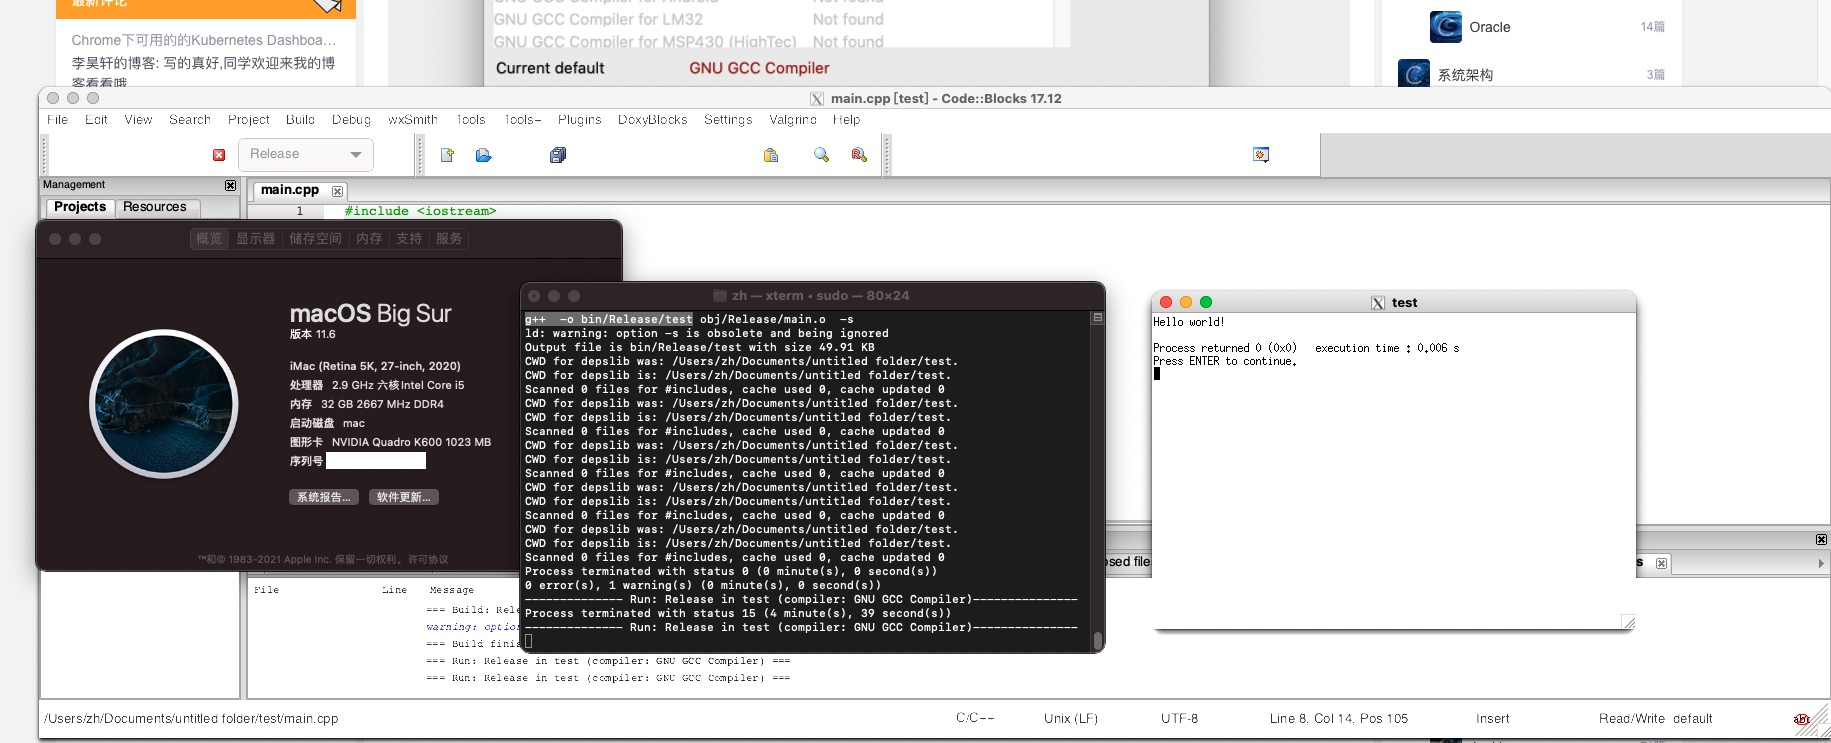 最新评论
Chrome下可用的的Kubernetes Dashboa...
李昊轩的博客: 写的真好,同学欢迎来我的博
客看看哦
GNU GCC Compiler for Android
GNU GCC Compiler for LM32 Not found
GNU GCC Compiler for MSP430 (HighTec) Not found
Current default GNU GCC Compiler
Oracle 14篇
系统架构 3篇
main.cpp [test] - Code::Blocks 17.12
File Edit View Search Project Build Debug wxSmith Tools Tools+ Plugins DoxyBlocks Settings Valgrind Help
Release
Management
Projects Resources
main.cpp
1 #include <iostream>
概览 显示器 储存空间 内存 支持 服务
macOS Big Sur
版本 11.6
iMac (Retina 5K, 27-inch, 2020)
处理器 2.9 GHz 六核Intel Core i5
内存 32 GB 2667 MHz DDR4
启动磁盘 mac
图形卡 NVIDIA Quadro K600 1023 MB
序列号
系统报告... 软件更新...
™和© 1983-2021 Apple Inc. 保留一切权利。许可协议
zh — xterm ◂ sudo — 80×24
g++ -o bin/Release/test obj/Release/main.o -s
ld: warning: option -s is obsolete and being ignored
Output file is bin/Release/test with size 49.91 KB
CWD for depslib was: /Users/zh/Documents/untitled folder/test.
CWD for depslib is: /Users/zh/Documents/untitled folder/test.
Scanned 0 files for #includes, cache used 0, cache updated 0
CWD for depslib was: /Users/zh/Documents/untitled folder/test.
CWD for depslib is: /Users/zh/Documents/untitled folder/test.
Scanned 0 files for #includes, cache used 0, cache updated 0
CWD for depslib was: /Users/zh/Documents/untitled folder/test.
CWD for depslib is: /Users/zh/Documents/untitled folder/test.
Scanned 0 files for #includes, cache used 0, cache updated 0
CWD for depslib was: /Users/zh/Documents/untitled folder/test.
CWD for depslib is: /Users/zh/Documents/untitled folder/test.
Scanned 0 files for #includes, cache used 0, cache updated 0
CWD for depslib was: /Users/zh/Documents/untitled folder/test.
CWD for depslib is: /Users/zh/Documents/untitled folder/test.
Scanned 0 files for #includes, cache used 0, cache updated 0
Process terminated with status 0 (0 minute(s), 0 second(s))
0 error(s), 1 warning(s) (0 minute(s), 0 second(s))
-------------- Run: Release in test (compiler: GNU GCC Compiler)---------------
Process terminated with status 15 (4 minute(s), 39 second(s))
-------------- Run: Release in test (compiler: GNU GCC Compiler)---------------
test
Hello world!
Process returned 0 (0x0) execution time : 0.006 s
Press ENTER to continue.
osed file
s
File Line Message
=== Build: Rele
warning: optio
=== Build finis
=== Run: Release in test (compiler: GNU GCC Compiler) ===
=== Run: Release in test (compiler: GNU GCC Compiler) ===
/Users/zh/Documents/untitled folder/test/main.cpp C/C++ Unix (LF) UTF-8 Line 8, Col 14, Pos 105 Insert Read/Write default